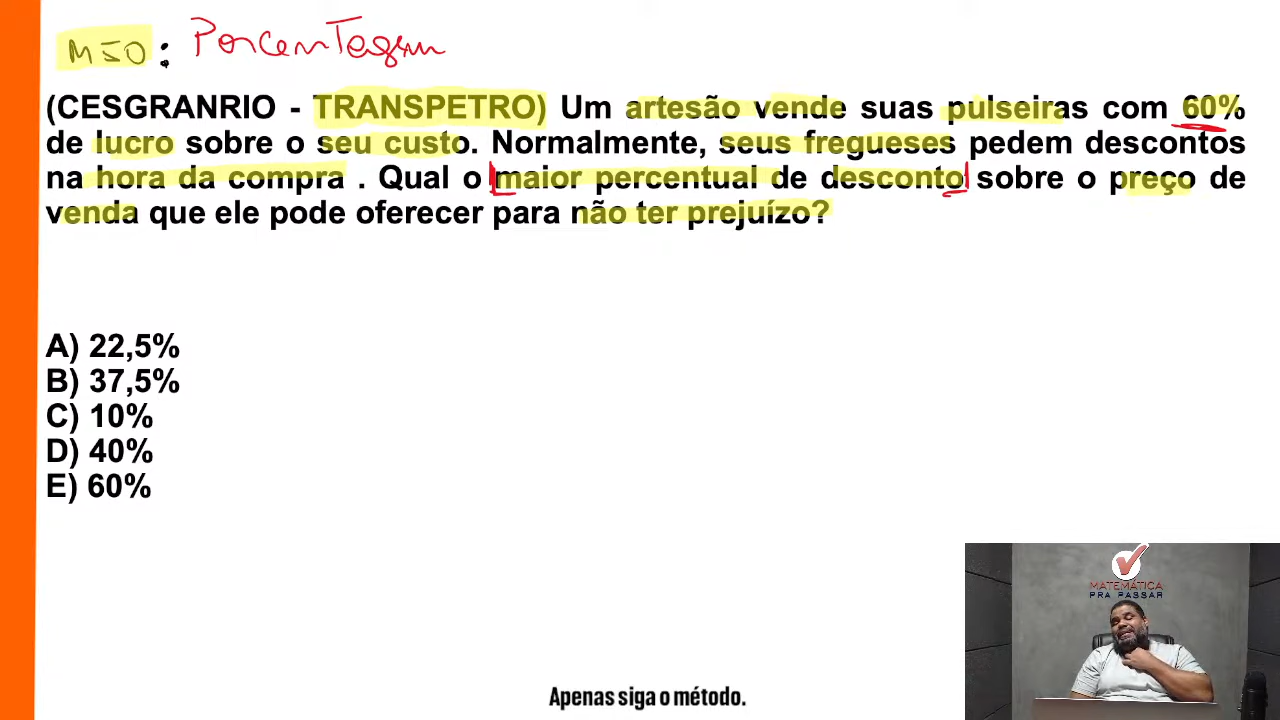 M50: Porcentagem
(CESGRANRIO - TRANSPETRO) Um artesão vende suas pulseiras com 60%
de lucro sobre o seu custo. Normalmente, seus fregueses pedem descontos
na hora da compra . Qual o maior percentual de desconto sobre o preço de
venda que ele pode oferecer para não ter prejuízo?
A) 22,5%
B) 37,5%
C) 10%
D) 40%
E) 60%
MATEMÁTICA
PRA PASSAR
Apenas siga o método.